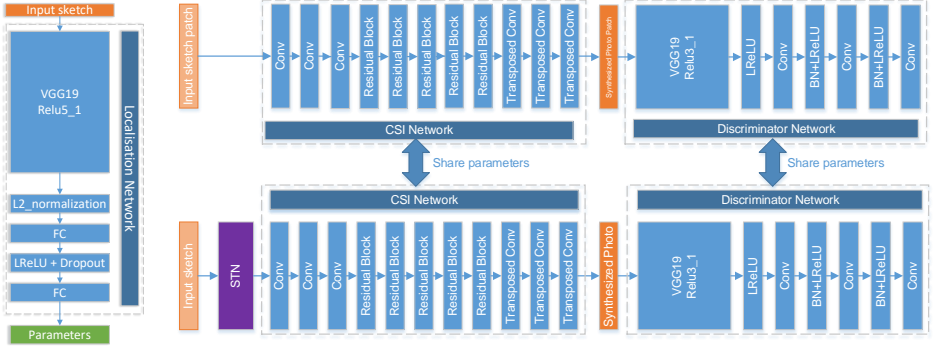 Input sketch
VGG19
Relu5_1
L2_normalization
FC
LReLU + Dropout
FC
Parameters
Localisation Network
Input sketch patch
Conv
Conv
Conv
Residual Block
Residual Block
Residual Block
Residual Block
Residual Block
Transposed Conv
Transposed Conv
Transposed Conv
CSI Network
Synthesized Photo Patch
VGG19
Relu3_1
LReLU
Conv
BN+LReLU
Conv
BN+LReLU
Conv
Discriminator Network
Share parameters
Share parameters
Input sketch
STN
CSI Network
Conv
Conv
Conv
Residual Block
Residual Block
Residual Block
Residual Block
Residual Block
Transposed Conv
Transposed Conv
Transposed Conv
Synthesized Photo
Discriminator Network
VGG19
Relu3_1
LReLU
Conv
BN+LReLU
Conv
BN+LReLU
Conv